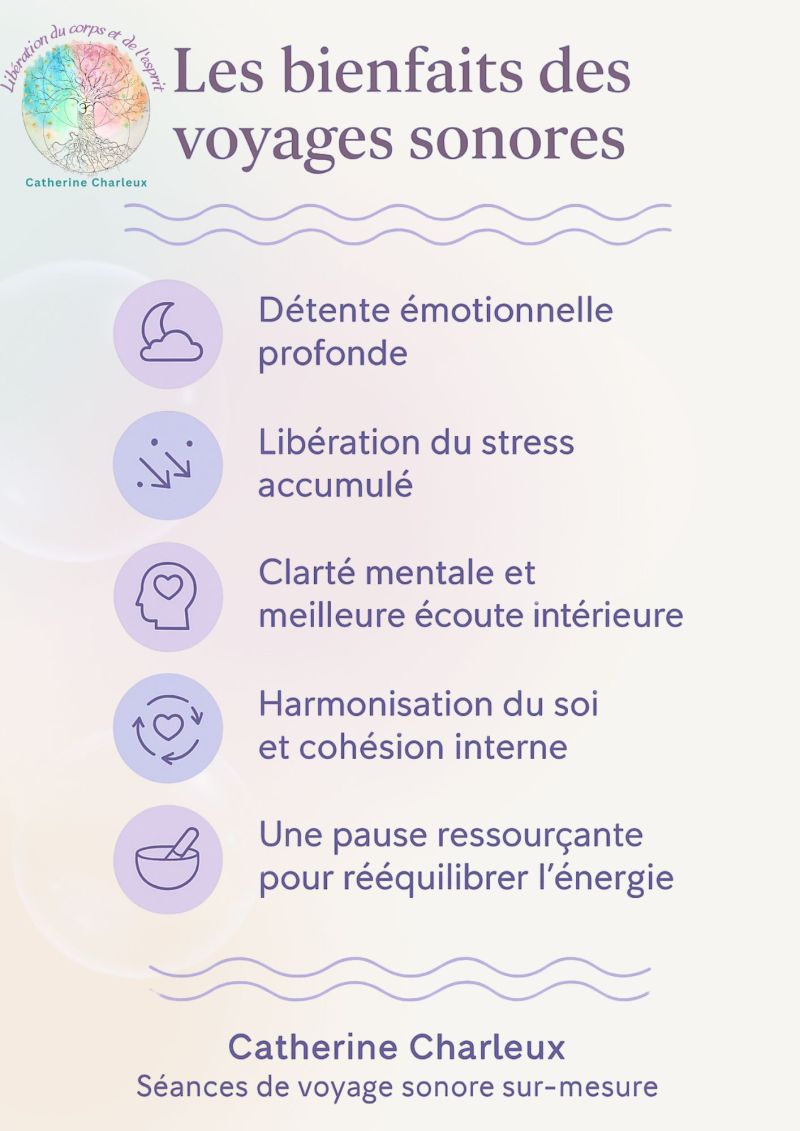 Libération du corps et de l'esprit
Catherine Charleux
Les bienfaits des
voyages sonores
Détente émotionnelle
profonde
Libération du stress
accumulé
Clarté mentale et
meilleure écoute intérieure
Harmonisation du soi
et cohésion interne
Une pause ressourçante
pour rééquilibrer l’énergie
Catherine Charleux
Séances de voyage sonore sur-mesure